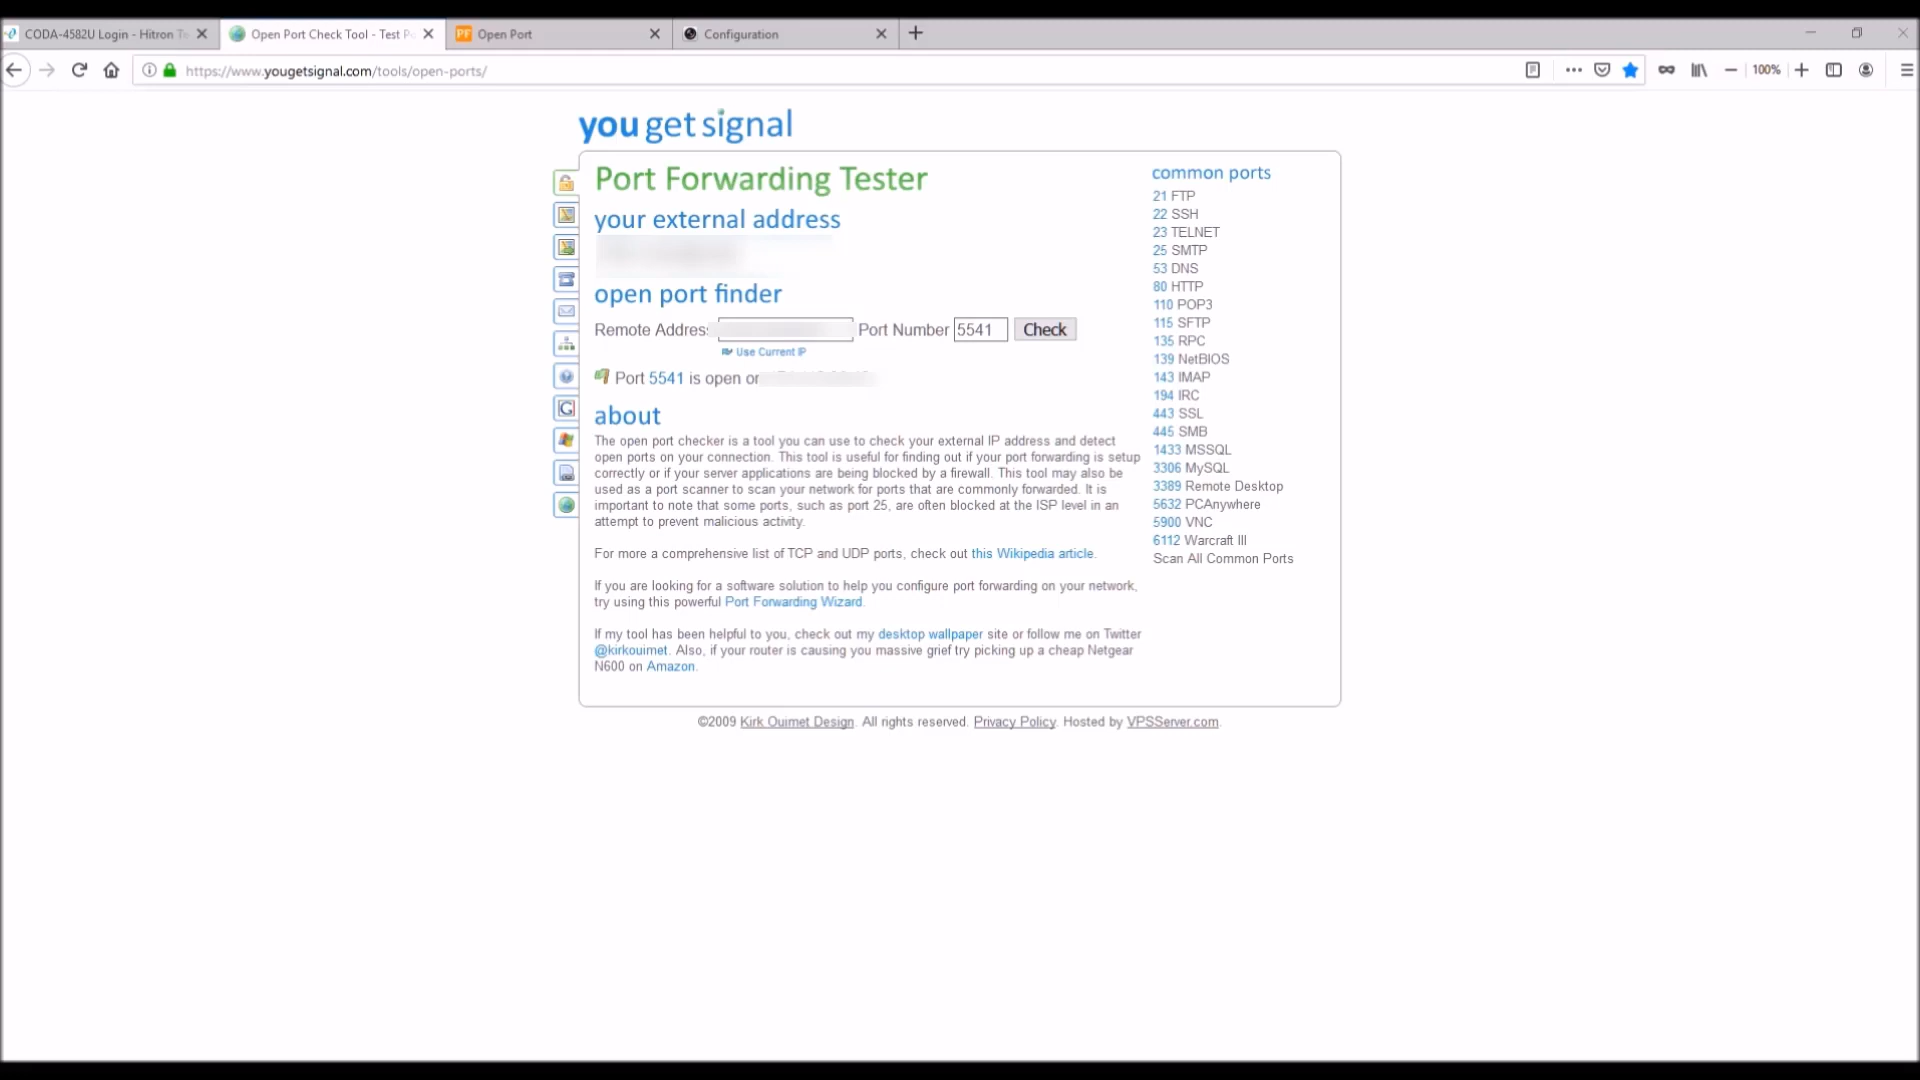 CODA-4582U Login - Hitron Te
Open Port Check Tool - Test Po
Open Port
Configuration
https://www.yougetsignal.com/tools/open-ports/
100%
you get signal
Port Forwarding Tester
your external address
open port finder
Remote Address Port Number 5541 Check
Use Current IP
Port 5541 is open on
about
The open port checker is a tool you can use to check your external IP address and detect
open ports on your connection. This tool is useful for finding out if your port forwarding is setup
correctly or if your server applications are being blocked by a firewall. This tool may also be
used as a port scanner to scan your network for ports that are commonly forwarded. It is
important to note that some ports, such as port 25, are often blocked at the ISP level in an
attempt to prevent malicious activity.
For more a comprehensive list of TCP and UDP ports, check out this Wikipedia article.
If you are looking for a software solution to help you configure port forwarding on your network,
try using this powerful Port Forwarding Wizard.
If my tool has been helpful to you, check out my desktop wallpaper site or follow me on Twitter
@kirkouimet. Also, if your router is causing you massive grief try picking up a cheap Netgear
N600 on Amazon.
common ports
21 FTP
22 SSH
23 TELNET
25 SMTP
53 DNS
80 HTTP
110 POP3
115 SFTP
135 RPC
139 NetBIOS
143 IMAP
194 IRC
443 SSL
445 SMB
1433 MSSQL
3306 MySQL
3389 Remote Desktop
5632 PCAnywhere
5900 VNC
6112 Warcraft III
Scan All Common Ports
©2009 Kirk Ouimet Design. All rights reserved. Privacy Policy. Hosted by VPSServer.com.